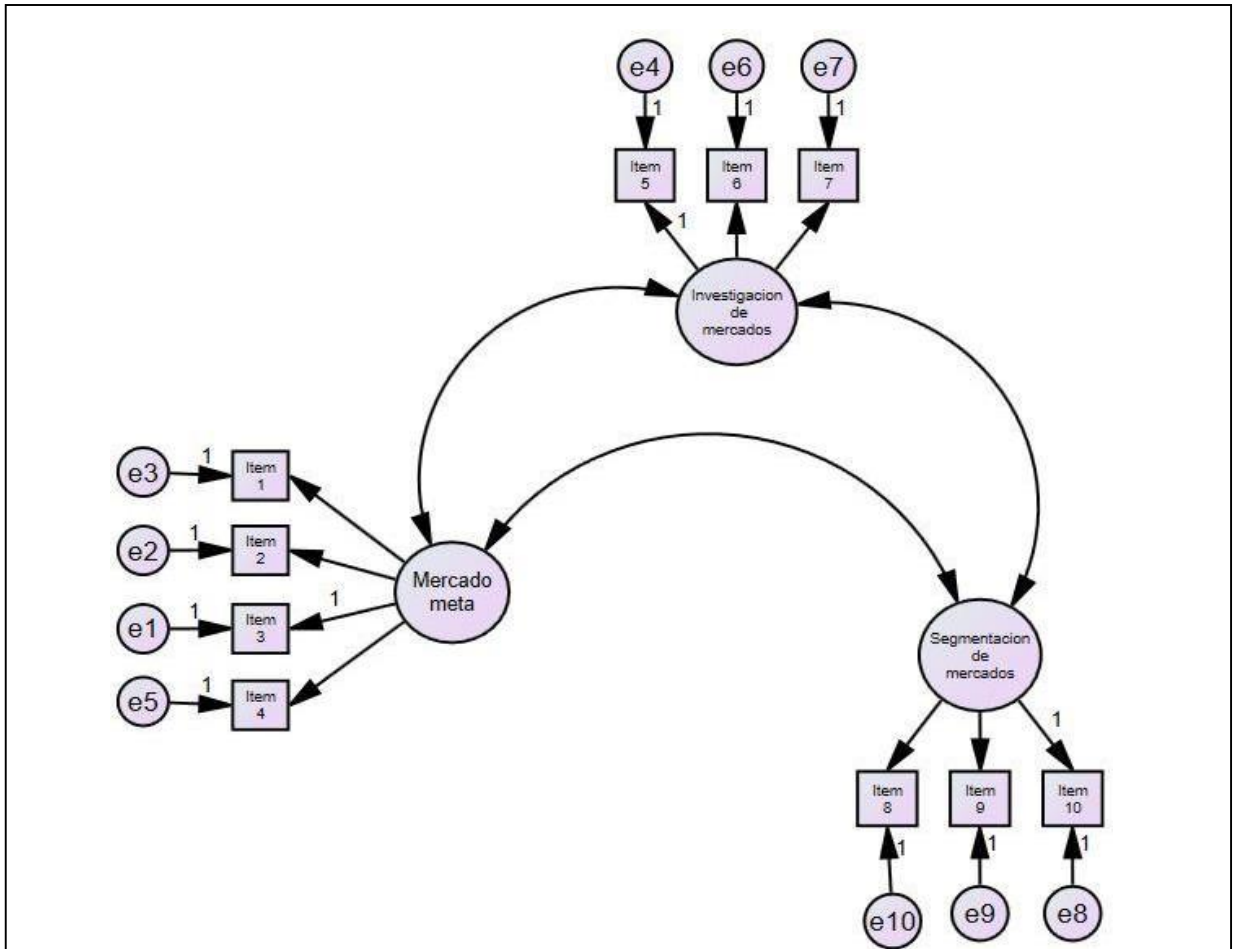 e4
e6
e7
1
1
1
Item
5
Item
6
Item
7
1
Investigacion
de
mercados
e3
1
Item
1
e2
1
Item
2
e1
1
Item
3
1
e5
1
Item
4
Mercado
meta
Segmentacion
de
mercados
1
Item
8
Item
9
Item
10
1
1
1
e10
e9
e8